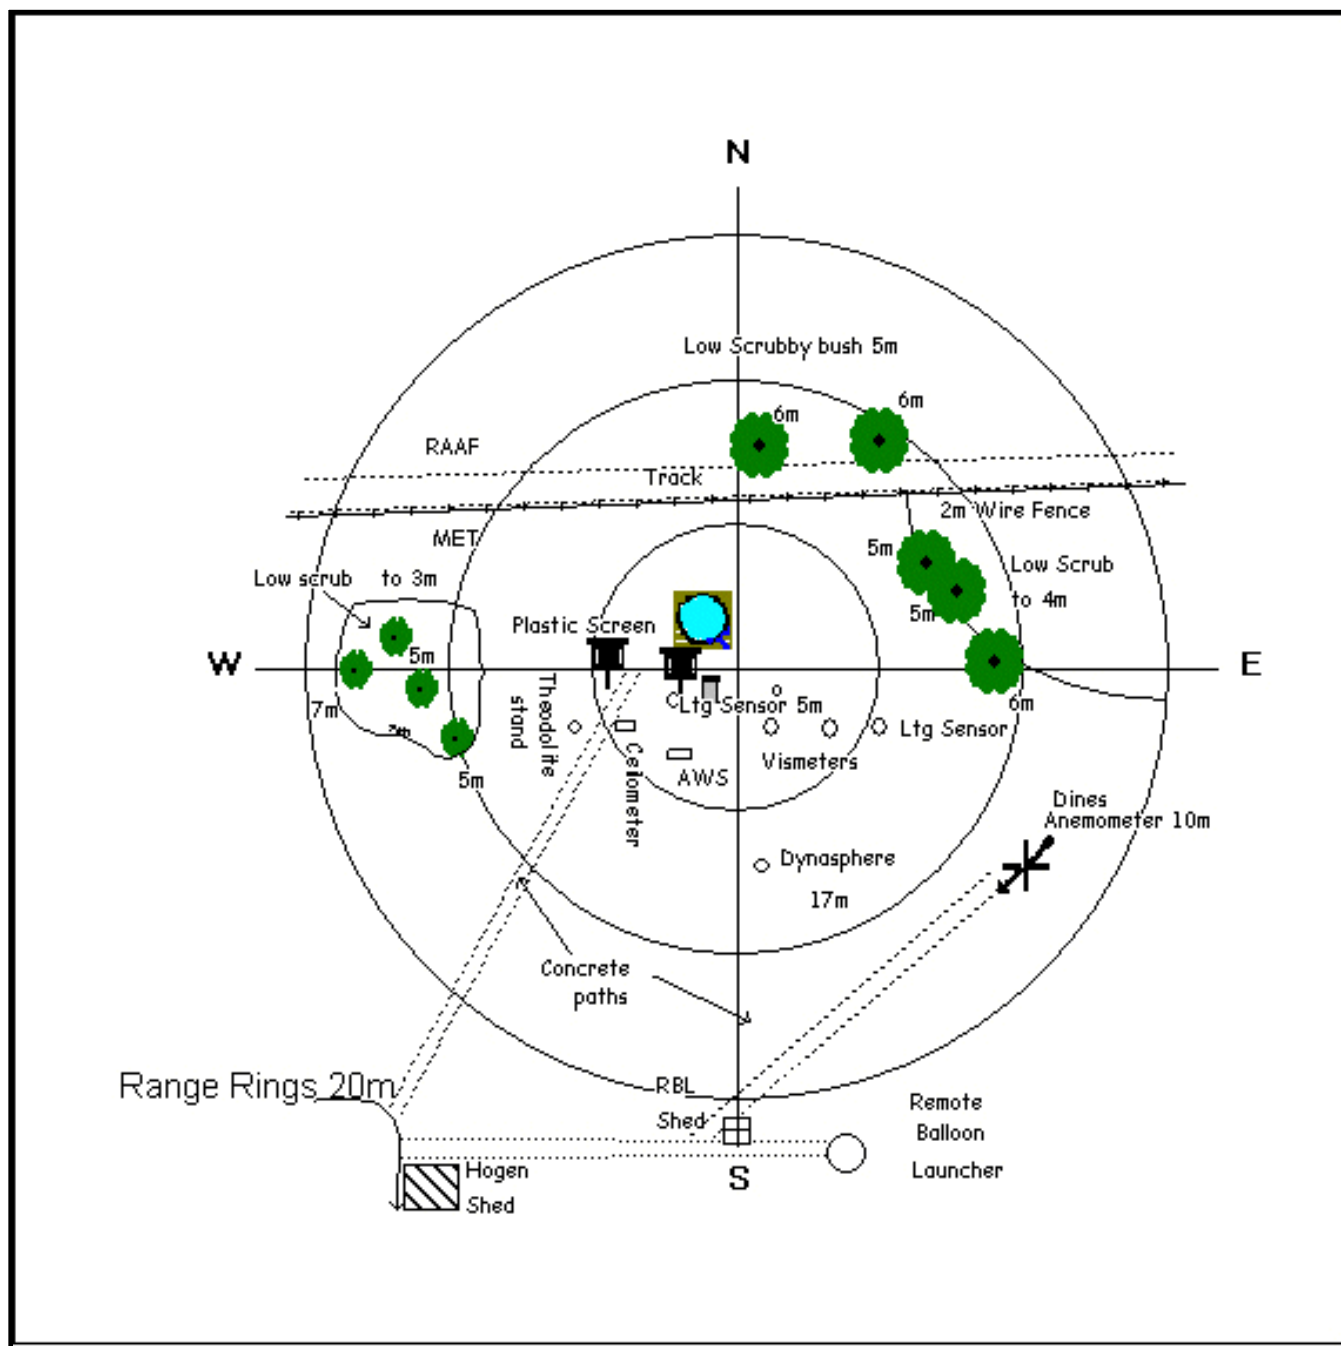 N
Low Scrubby bush 5m
6m
6m
RAAF
Track
2m Wire Fence
MET
5m
Low Scrub
to 4m
Low scrub
to 3m
5m
Plastic Screen
W
E
5m
7m
Theodolite
stand
Ltg Sensor 5m
6m
Ltg Sensor
Ceilometer
Vismeters
AWS
5m
Dines
Anemometer 10m
Dynasphere
17m
Concrete
paths
Range Rings 20m
RBL
Shed
Remote
Balloon
Launcher
S
Hogen
Shed